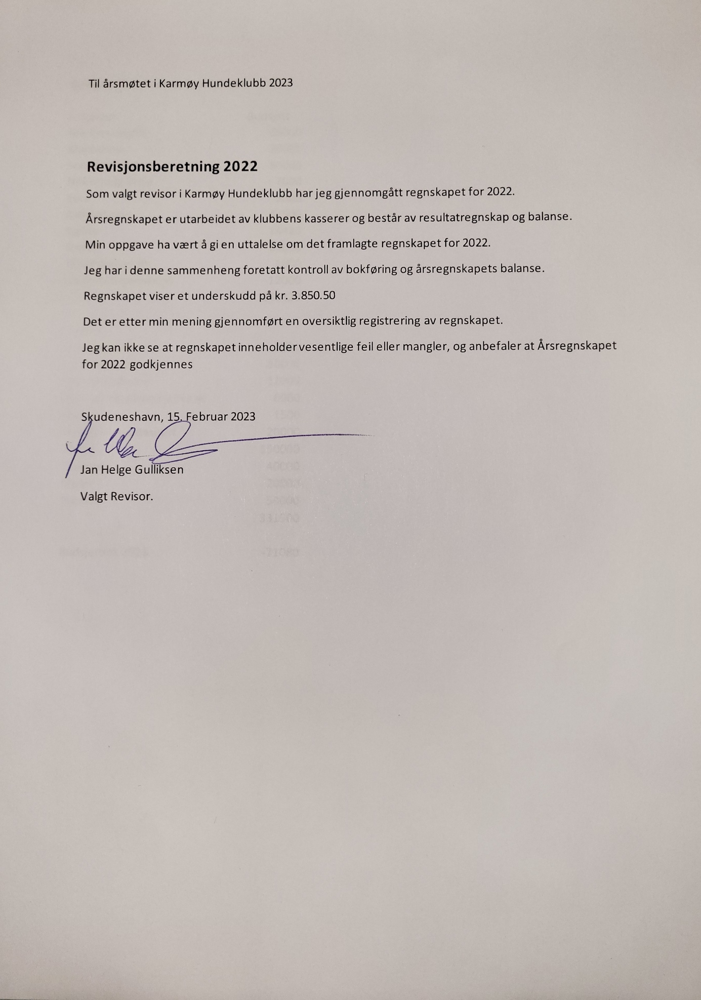 Til årsmøtet i Karmøy Hundeklubb 2023
Revisjonsberetning 2022
Som valgt revisor i Karmøy Hundeklubb har jeg gjennomgått regnskapet for 2022.
Årsregnskapet er utarbeidet av klubbens kasserer og består av resultatregnskap og balanse.
Min oppgave ha vært å gi en uttalelse om det framlagte regnskapet for 2022.
Jeg har i denne sammenheng foretatt kontroll av bokføring og årsregnskapets balanse.
Regnskapet viser et underskudd på kr. 3.850.50
Det er etter min mening gjennomført en oversiktlig registrering av regnskapet.
Jeg kan ikke se at regnskapet inneholder vesentlige feil eller mangler, og anbefaler at Årsregnskapet
for 2022 godkjennes
Skudeneshavn, 15. Februar 2023
Jan Helge Gulliksen
Valgt Revisor.